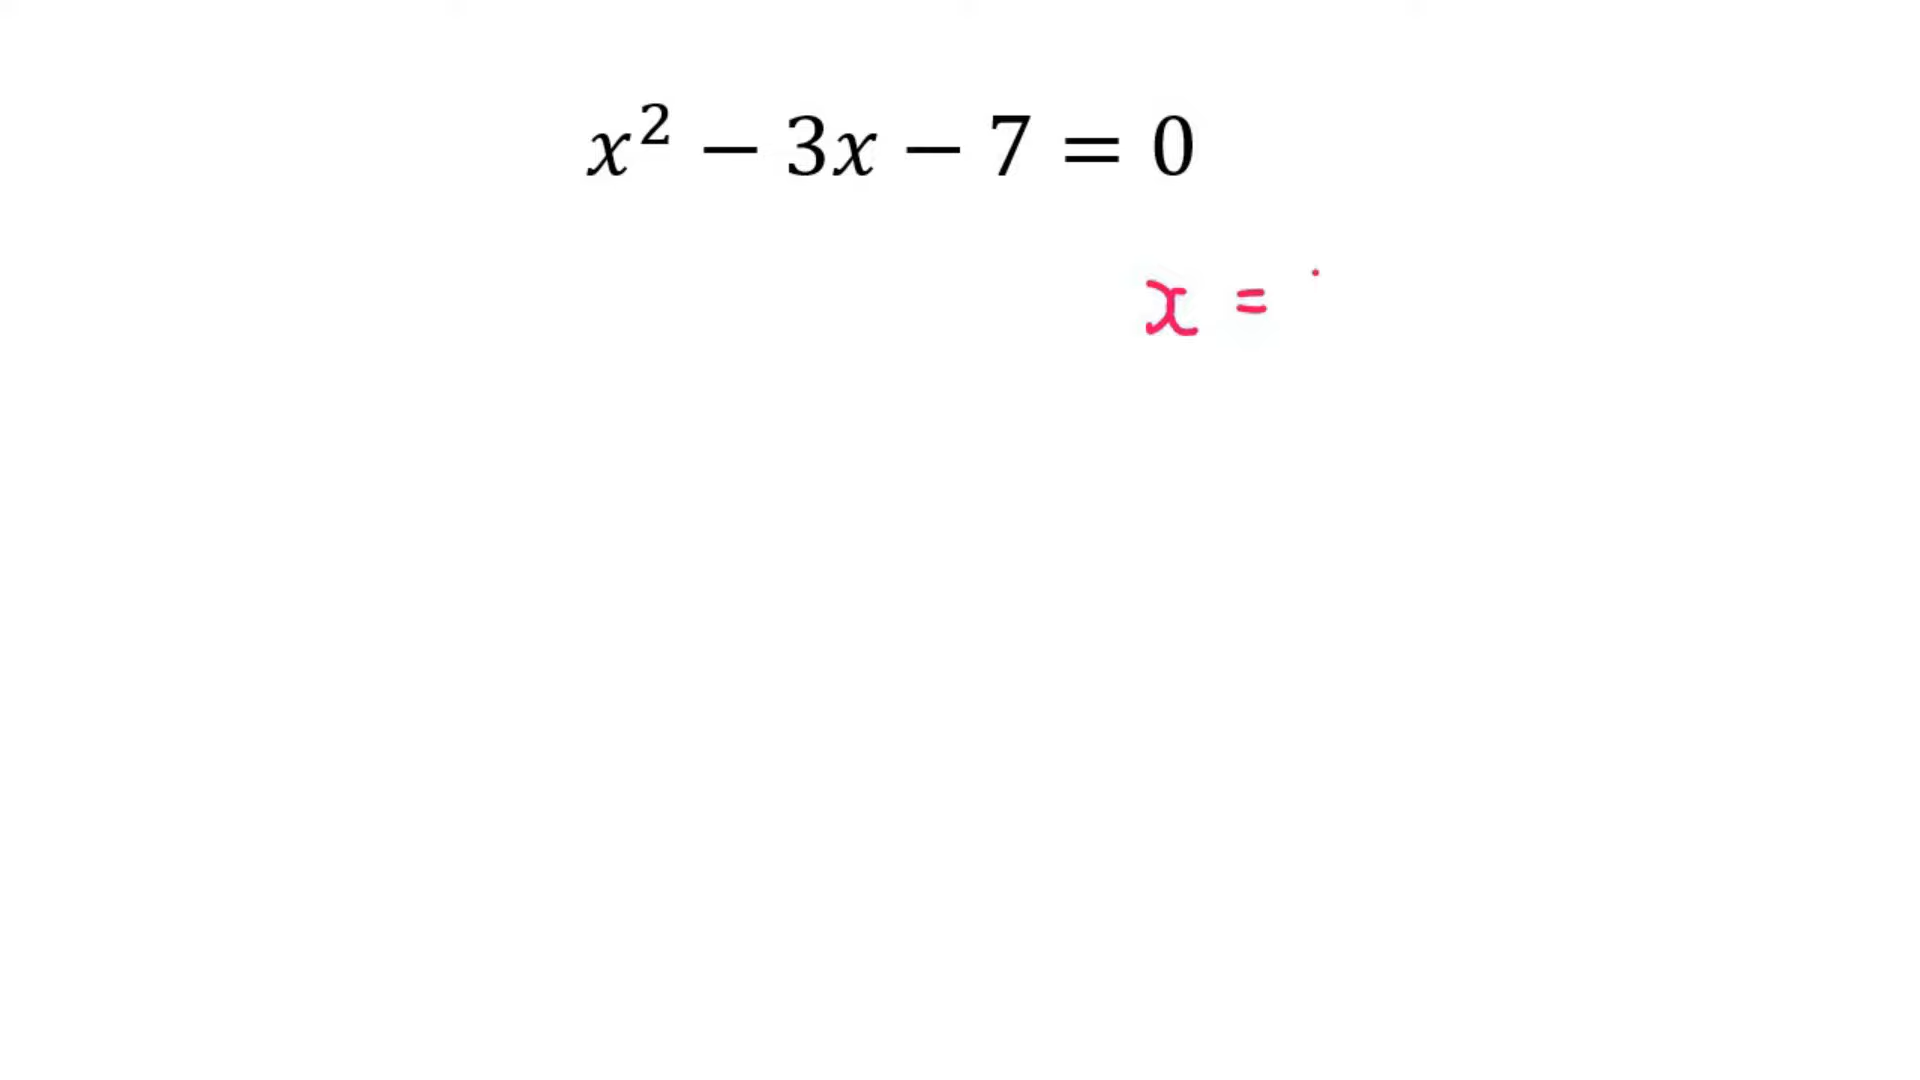 x² − 3x − 7 = 0
x =